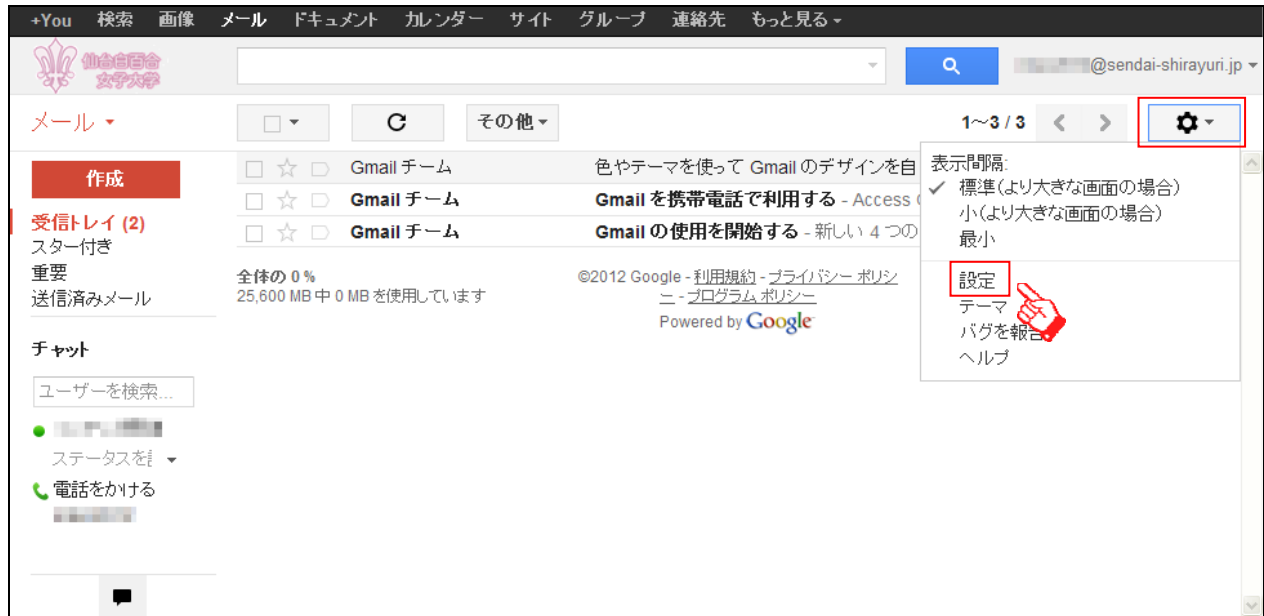 +You 検索 画像 メール ドキュメント カレンダー サイト グループ 連絡先 もっと見る
仙台白百合
女子大学
@sendai-shirayuri.jp
メール
その他
1～3 / 3
作成
受信トレイ (2)
スター付き
重要
送信済みメール
Gmail チーム 色やテーマを使って Gmail のデザインを自
Gmail チーム Gmail を携帯電話で利用する - Access
Gmail チーム Gmail の使用を開始する - 新しい 4 つの
全体の 0 %
25,600 MB 中 0 MB を使用しています
©2012 Google - 利用規約 - プライバシー ポリシ
ー - プログラム ポリシー
Powered by Google
表示間隔:
標準(より大きな画面の場合)
小(より大きな画面の場合)
最小
設定
テーマ
バグを報告
ヘルプ
チャット
ユーザーを検索...
ステータスを
電話をかける